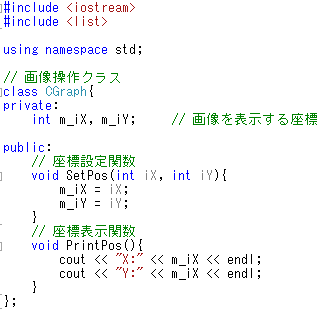 #include <iostream>
#include <list>
using namespace std;
// 画像操作クラス
class CGraph{
private:
int m_iX, m_iY; // 画像を表示する座標
public:
// 座標設定関数
void SetPos(int iX, int iY){
m_iX = iX;
m_iY = iY;
}
// 座標表示関数
void PrintPos(){
cout << "X:" << m_iX << endl;
cout << "Y:" << m_iX << endl;
}
};